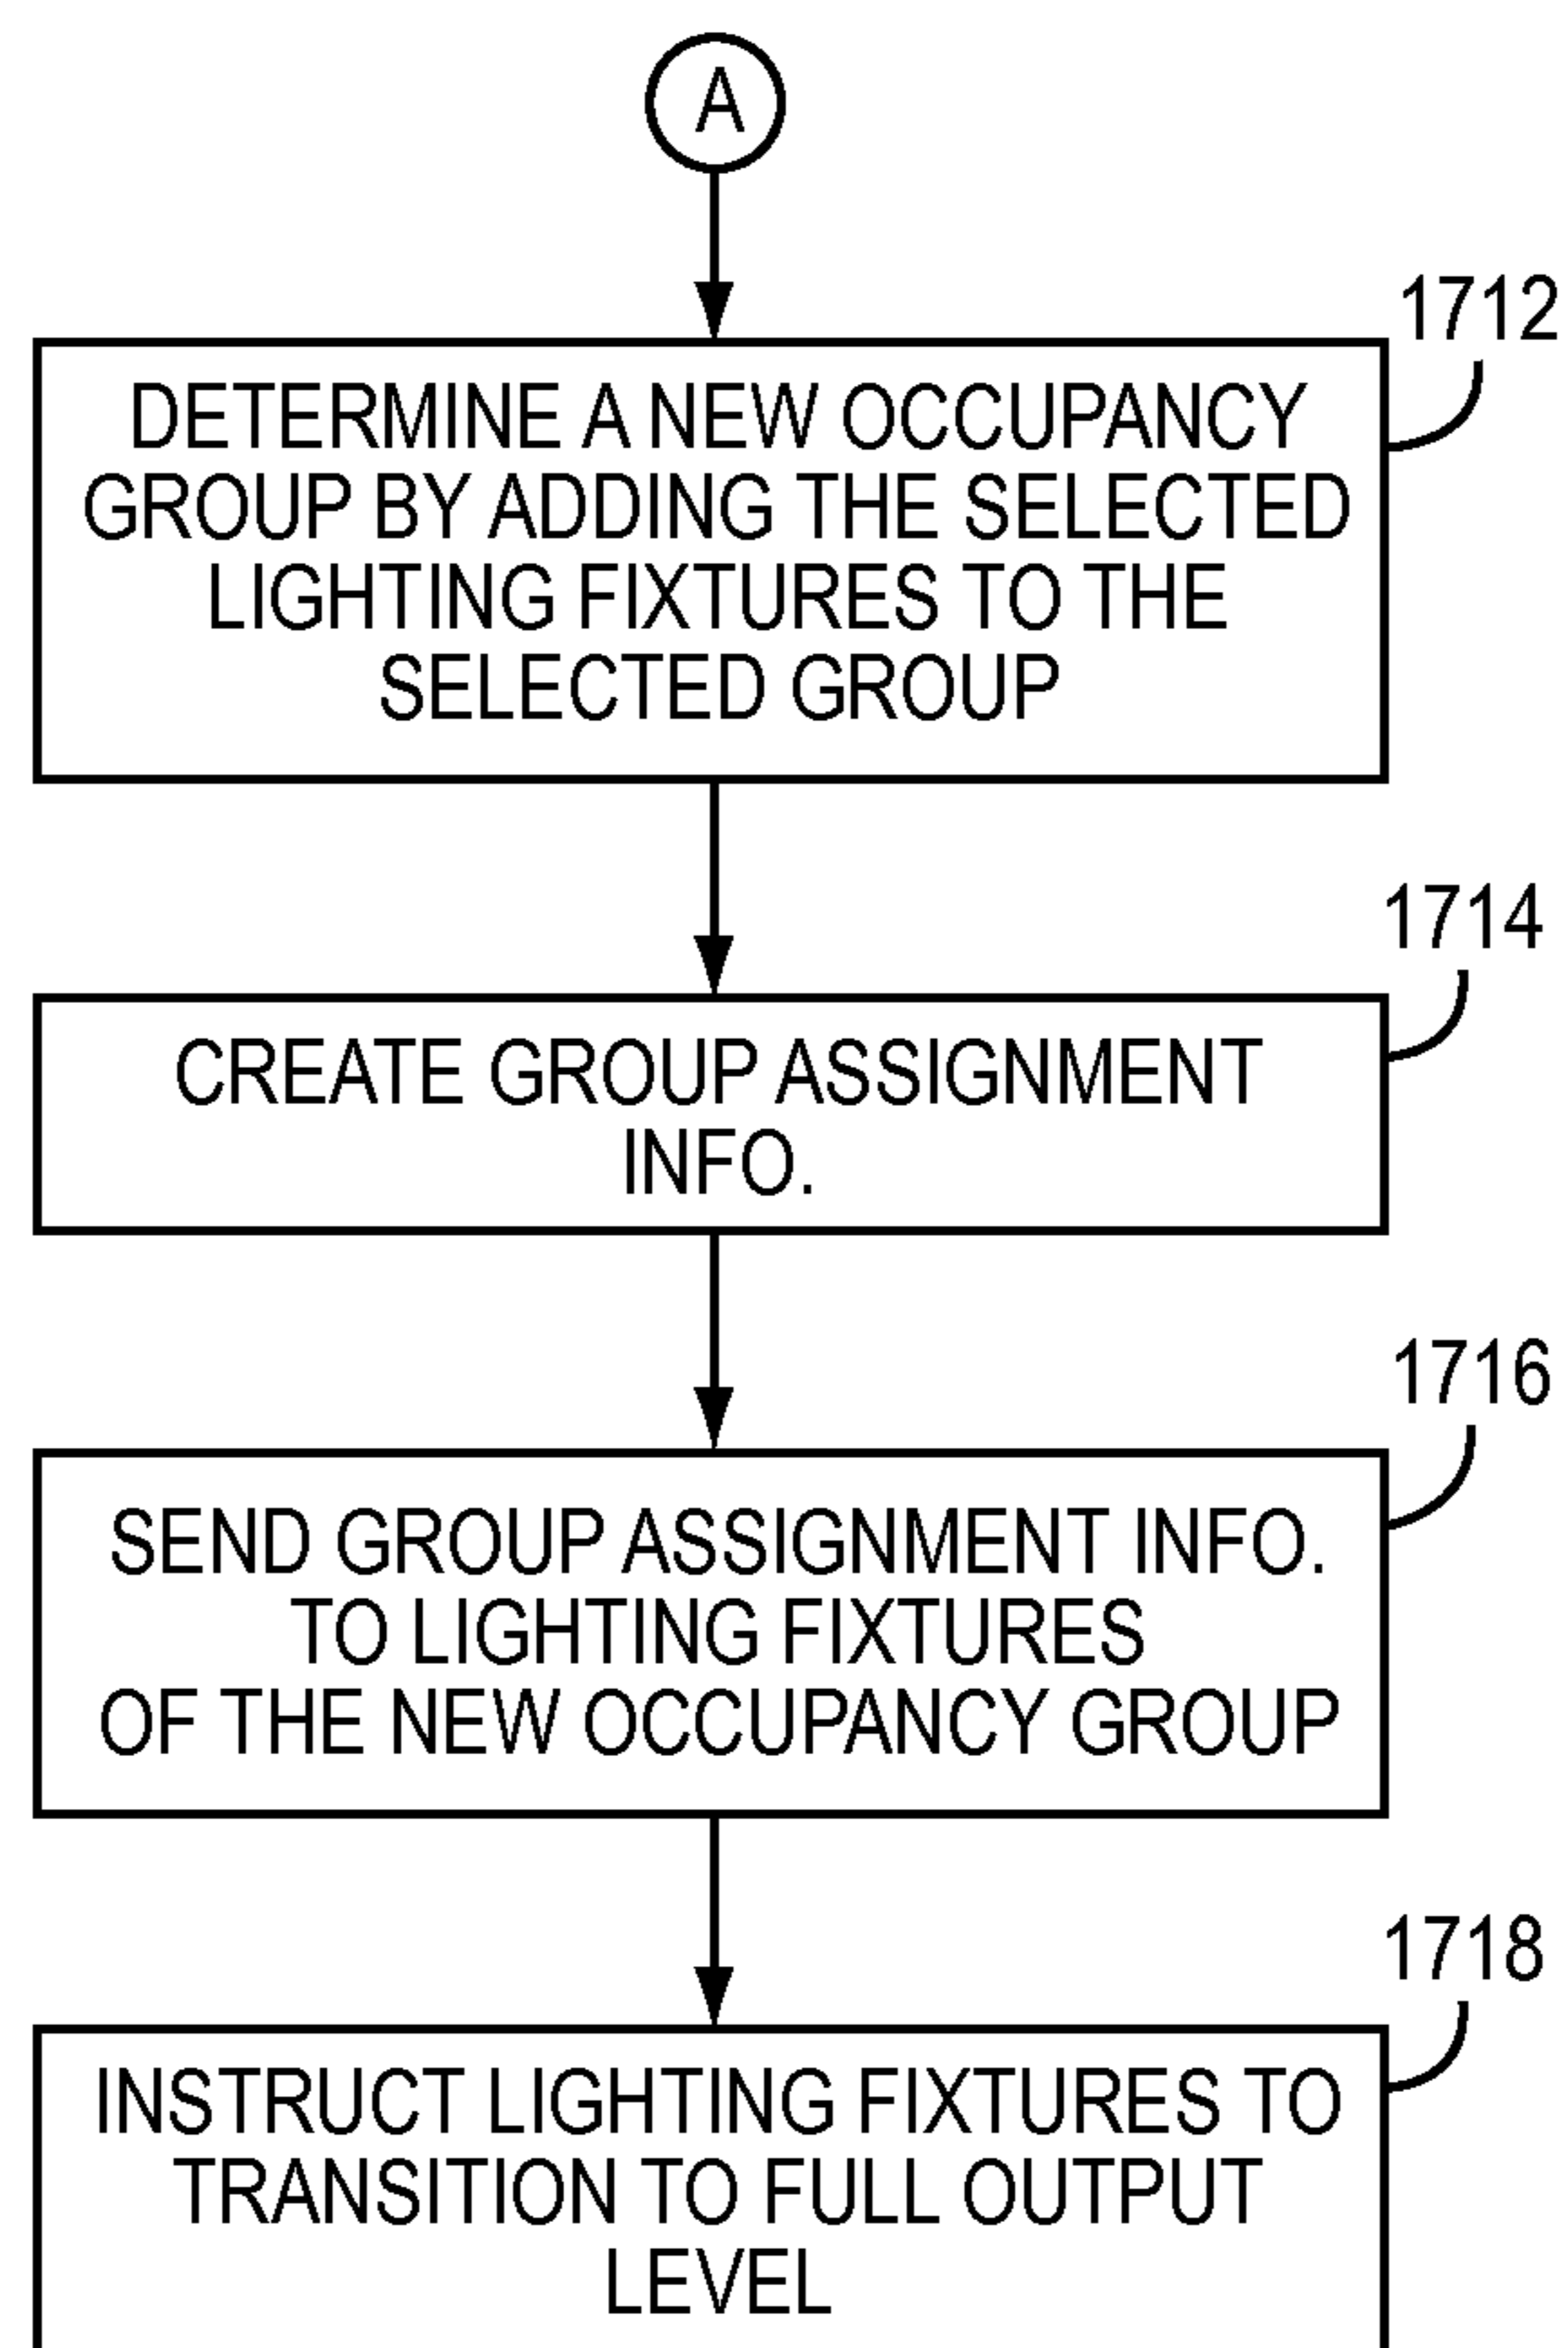 A
1712
DETERMINE A NEW OCCUPANCY
GROUP BY ADDING THE SELECTED
LIGHTING FIXTURES TO THE
SELECTED GROUP
1714
CREATE GROUP ASSIGNMENT
INFO.
1716
SEND GROUP ASSIGNMENT INFO.
TO LIGHTING FIXTURES
OF THE NEW OCCUPANCY GROUP
1718
INSTRUCT LIGHTING FIXTURES TO
TRANSITION TO FULL OUTPUT
LEVEL